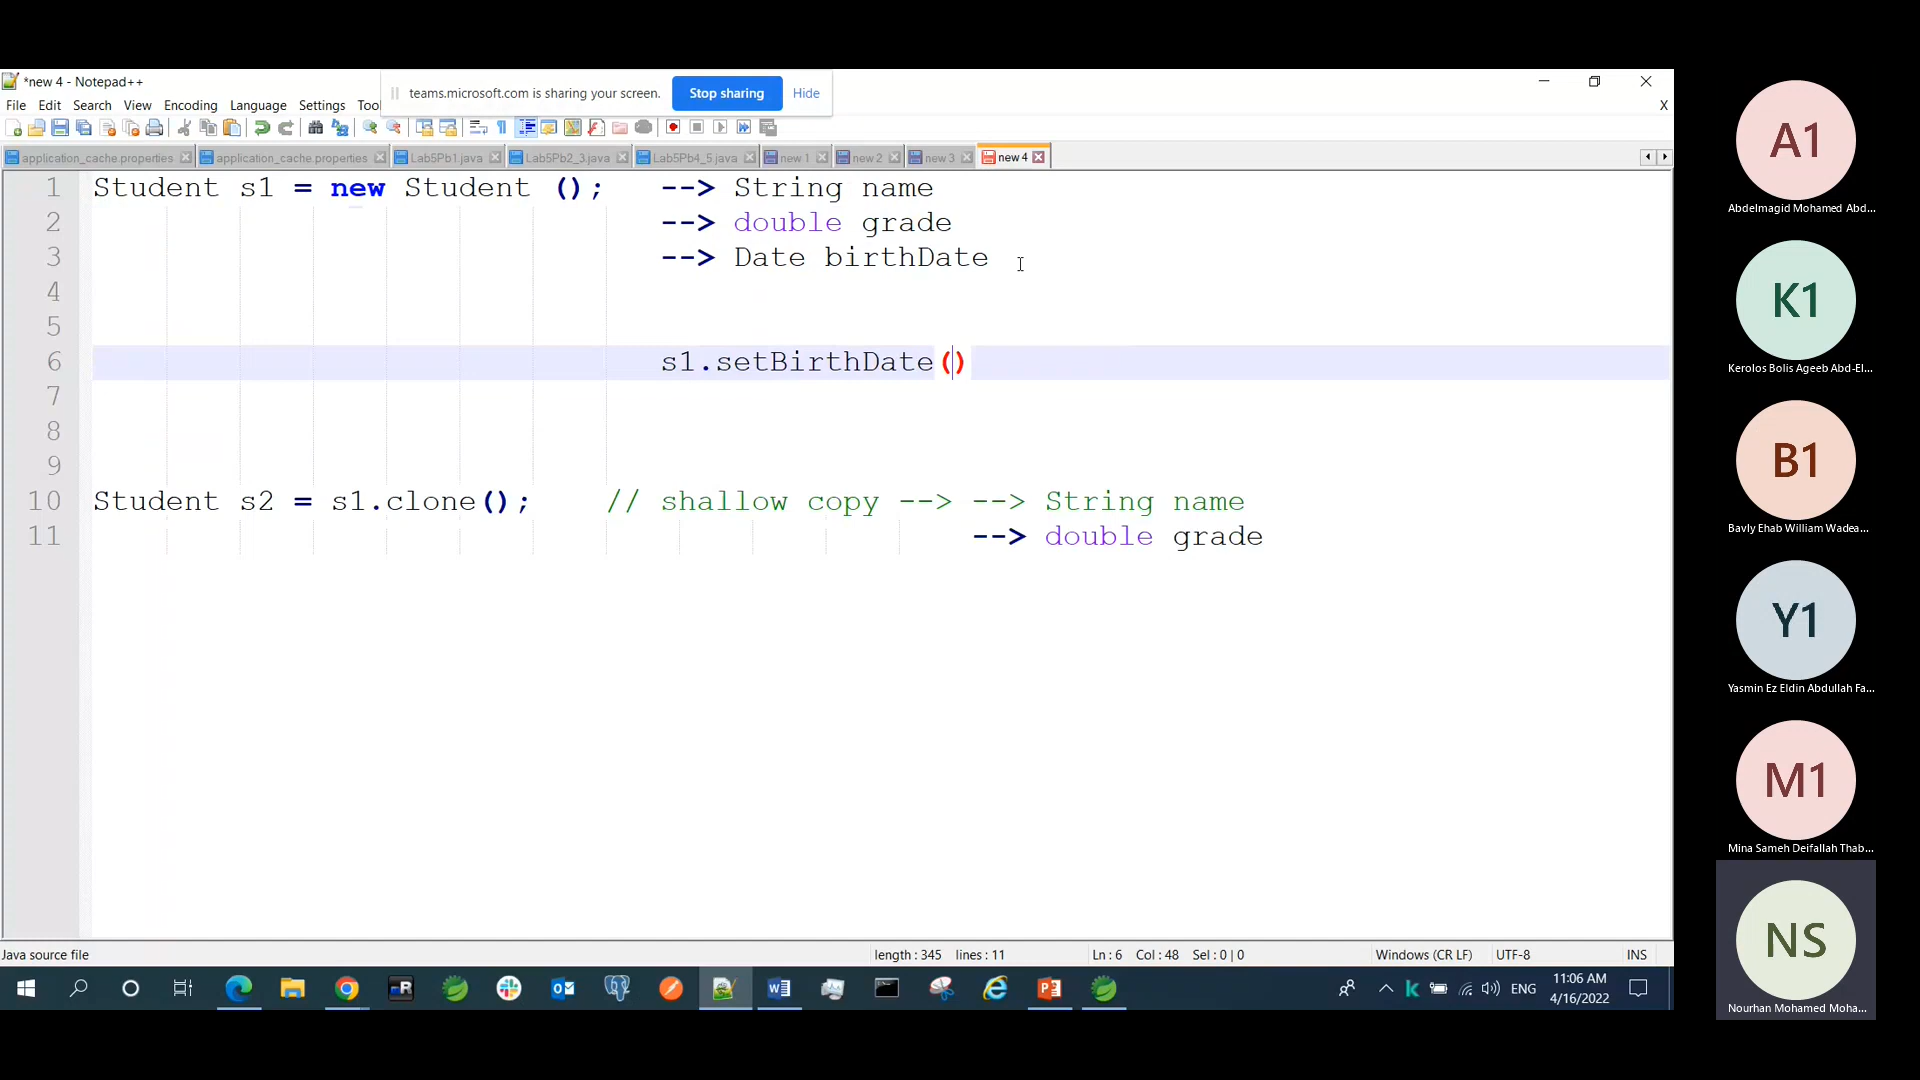 *new 4 - Notepad++
teams.microsoft.com is sharing your screen. Stop sharing Hide
File Edit Search View Encoding Language Settings Too
X
application_cache.properties application_cache.properties Lab5Pb1.java Lab5Pb2_3.java Lab5Pb4_5.java new 1 new 2 new 3 new 4
1 Student s1 = new Student (); --> String name
2 --> double grade
3 --> Date birthDate
4
5
6 s1.setBirthDate()
7
8
9
10 Student s2 = s1.clone(); // shallow copy --> --> String name
11 --> double grade
Java source file length : 345 lines : 11 Ln : 6 Col : 48 Sel : 0 | 0 Windows (CR LF) UTF-8 INS
ENG 11:06 AM
4/16/2022
A1
Abdelmagid Mohamed Abd...
K1
Kerolos Bolis Ageeb Abd-El...
B1
Bavly Ehab William Wadea...
Y1
Yasmin Ez Eldin Abdullah Fa...
M1
Mina Sameh Deifallah Thab...
NS
Nourhan Mohamed Moha...